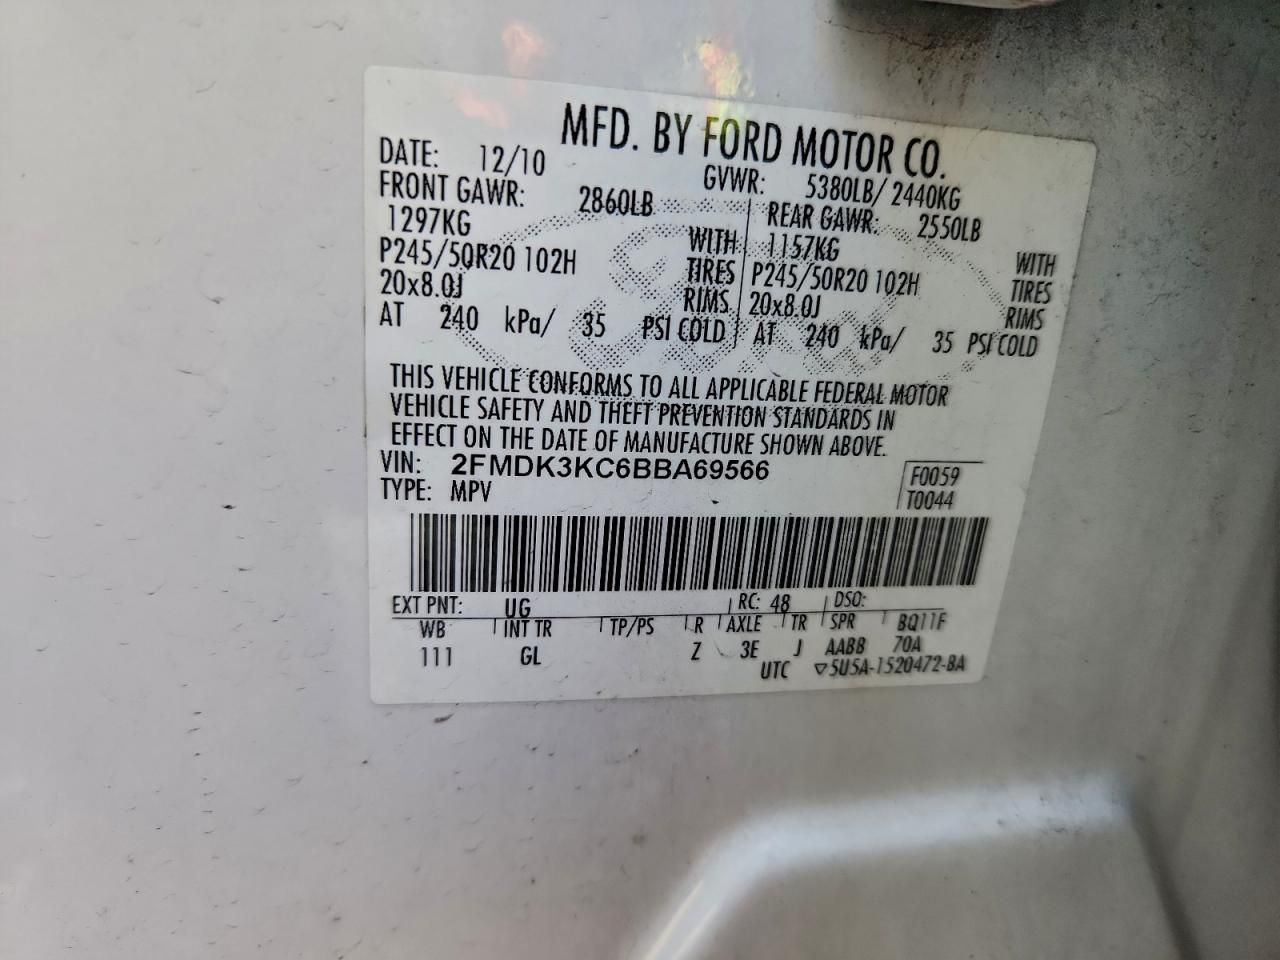 MFD. BY FORD MOTOR CO.
DATE: 12/10 GVWR: 5380LB/ 2440KG
FRONT GAWR: 2860LB REAR GAWR: 2550LB
1297KG WITH 1157KG WITH
P245/50R20 102H TIRES P245/50R20 102H TIRES
20x8.0J RIMS 20x8.0J RIMS
AT 240 kPa/ 35 PSI COLD AT 240 kPa/ 35 PSI COLD
THIS VEHICLE CONFORMS TO ALL APPLICABLE FEDERAL MOTOR
VEHICLE SAFETY AND THEFT PREVENTION STANDARDS IN
EFFECT ON THE DATE OF MANUFACTURE SHOWN ABOVE.
VIN: 2FMDK3KC6BBA69566 F0059
TYPE: MPV T0044
EXT PNT: UG RC: 48 DSO:
WB INT TR TP/PS R AXLE TR SPR BQ11F
111 GL Z 3E J AABB 70A
UTC ▽5U5A-1520472-BA